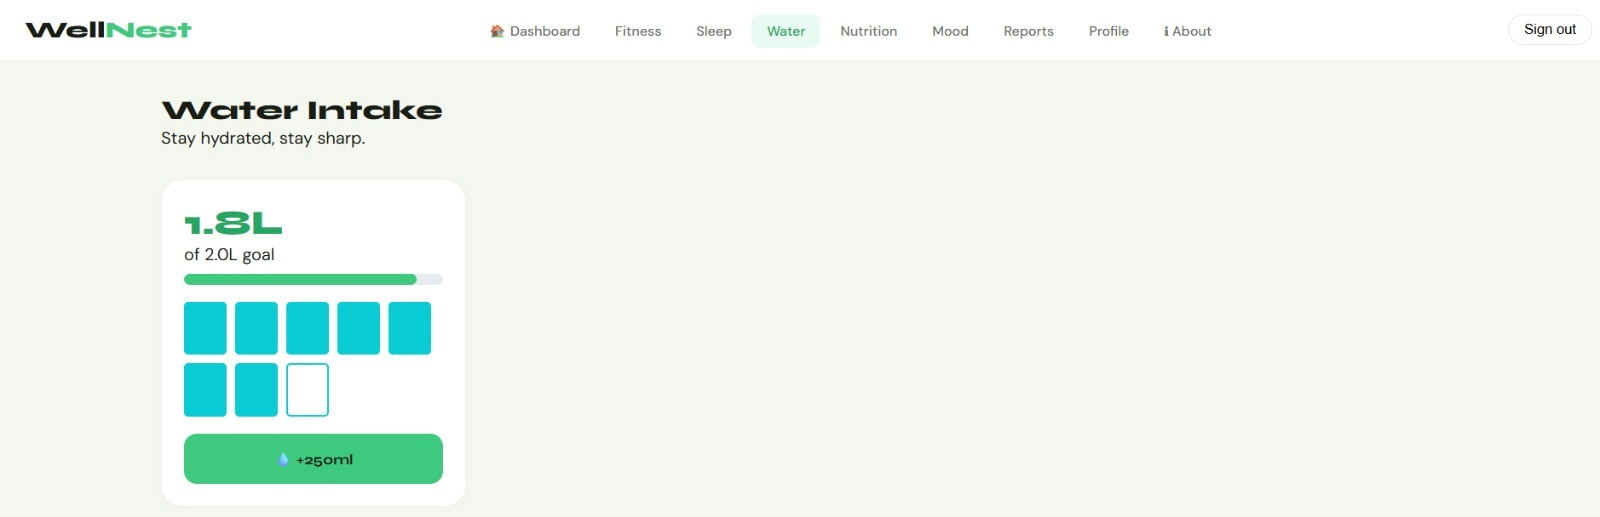 WellNest
🏠 Dashboard Fitness Sleep Water Nutrition Mood Reports Profile ℹ About Sign out
Water Intake
Stay hydrated, stay sharp.
1.8L
of 2.0L goal
💧 +250ml